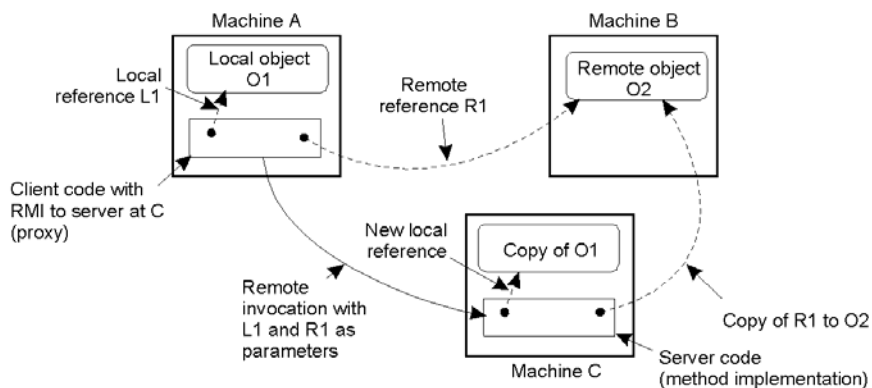 Machine A
Machine B
Local object
O1
Remote object
O2
Local
reference L1
Remote
reference R1
Client code with
RMI to server at C
(proxy)
New local
reference
Copy of O1
Remote
invocation with
L1 and R1 as
parameters
Copy of R1 to O2
Server code
(method implementation)
Machine C